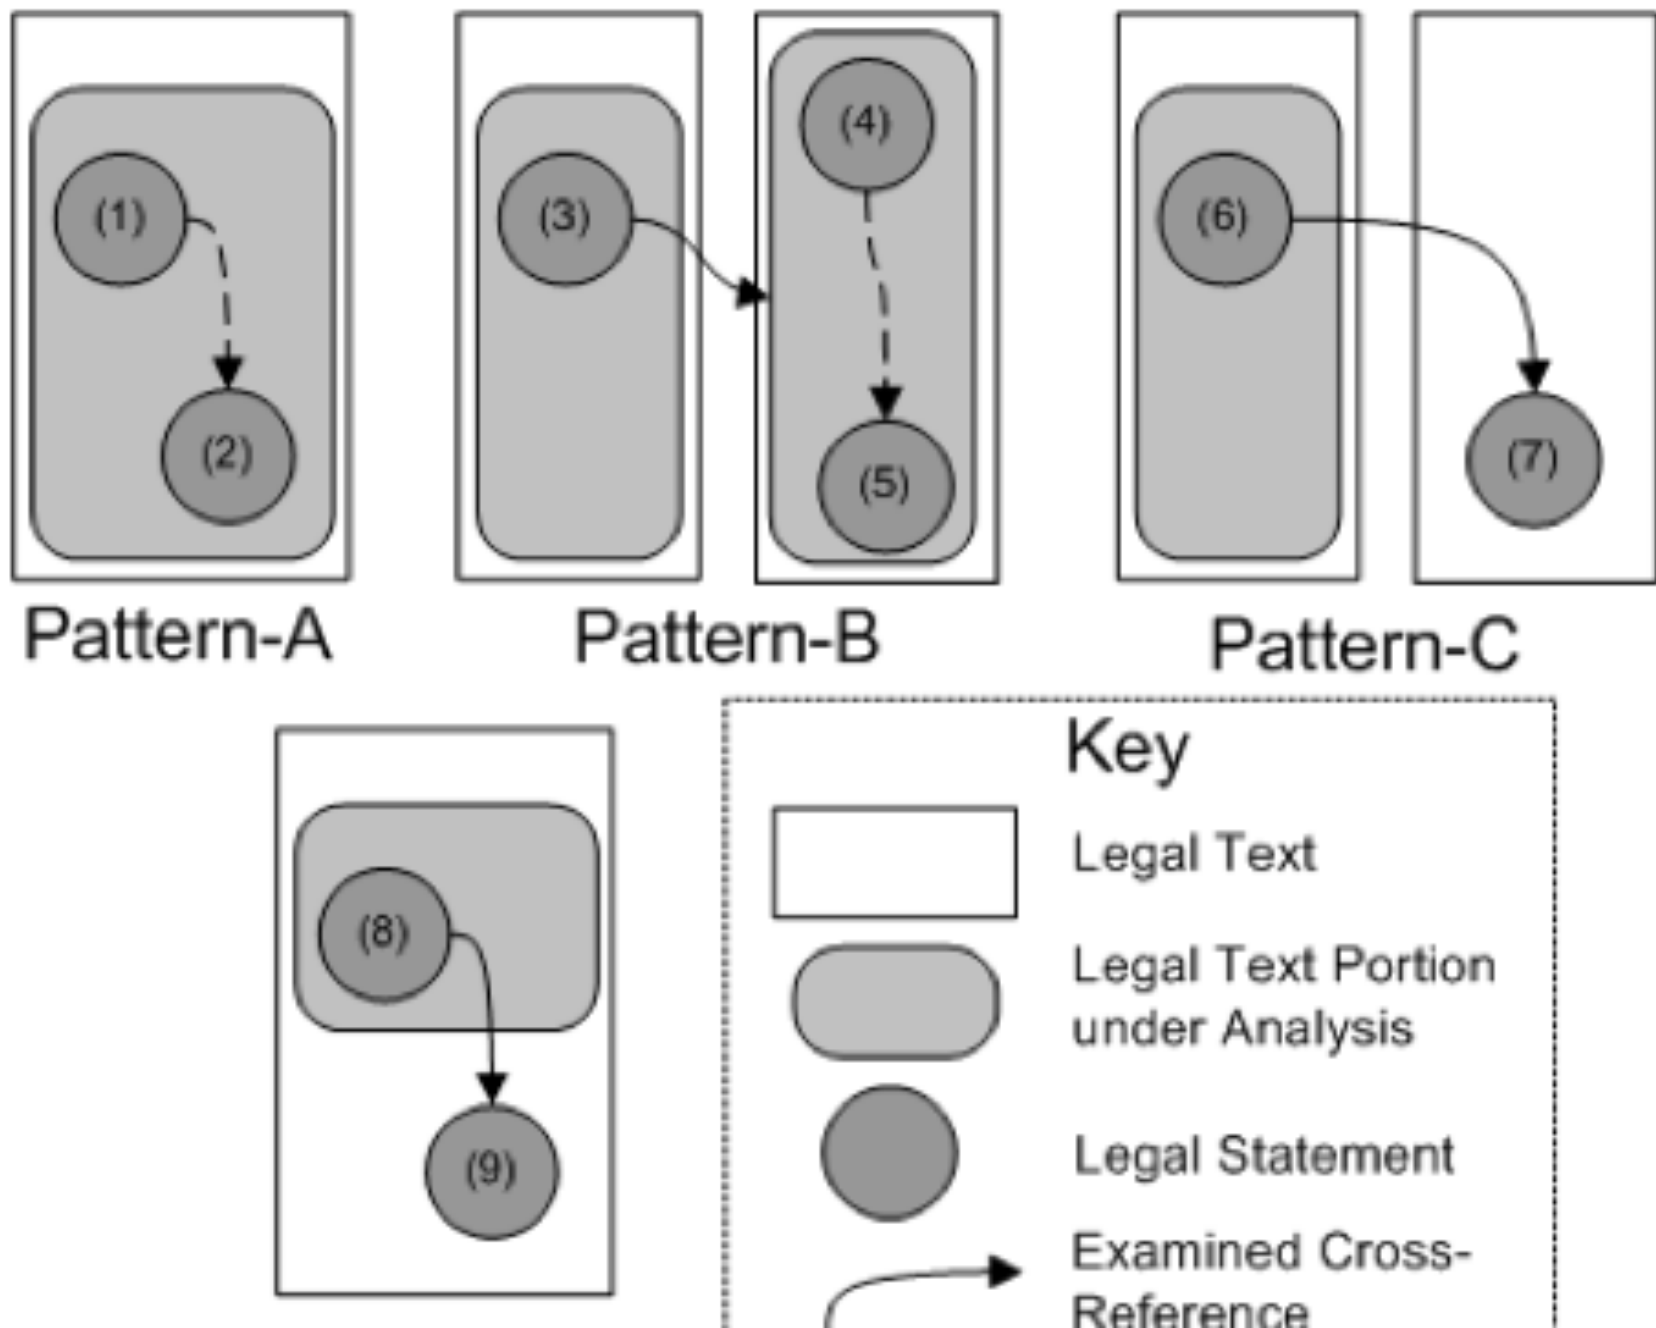 (1)
(2)
(3)
(4)
(5)
(6)
(7)
Pattern-A
Pattern-B
Pattern-C
(8)
(9)
Key
Legal Text
Legal Text Portion
under Analysis
Legal Statement
Examined Cross-
Reference